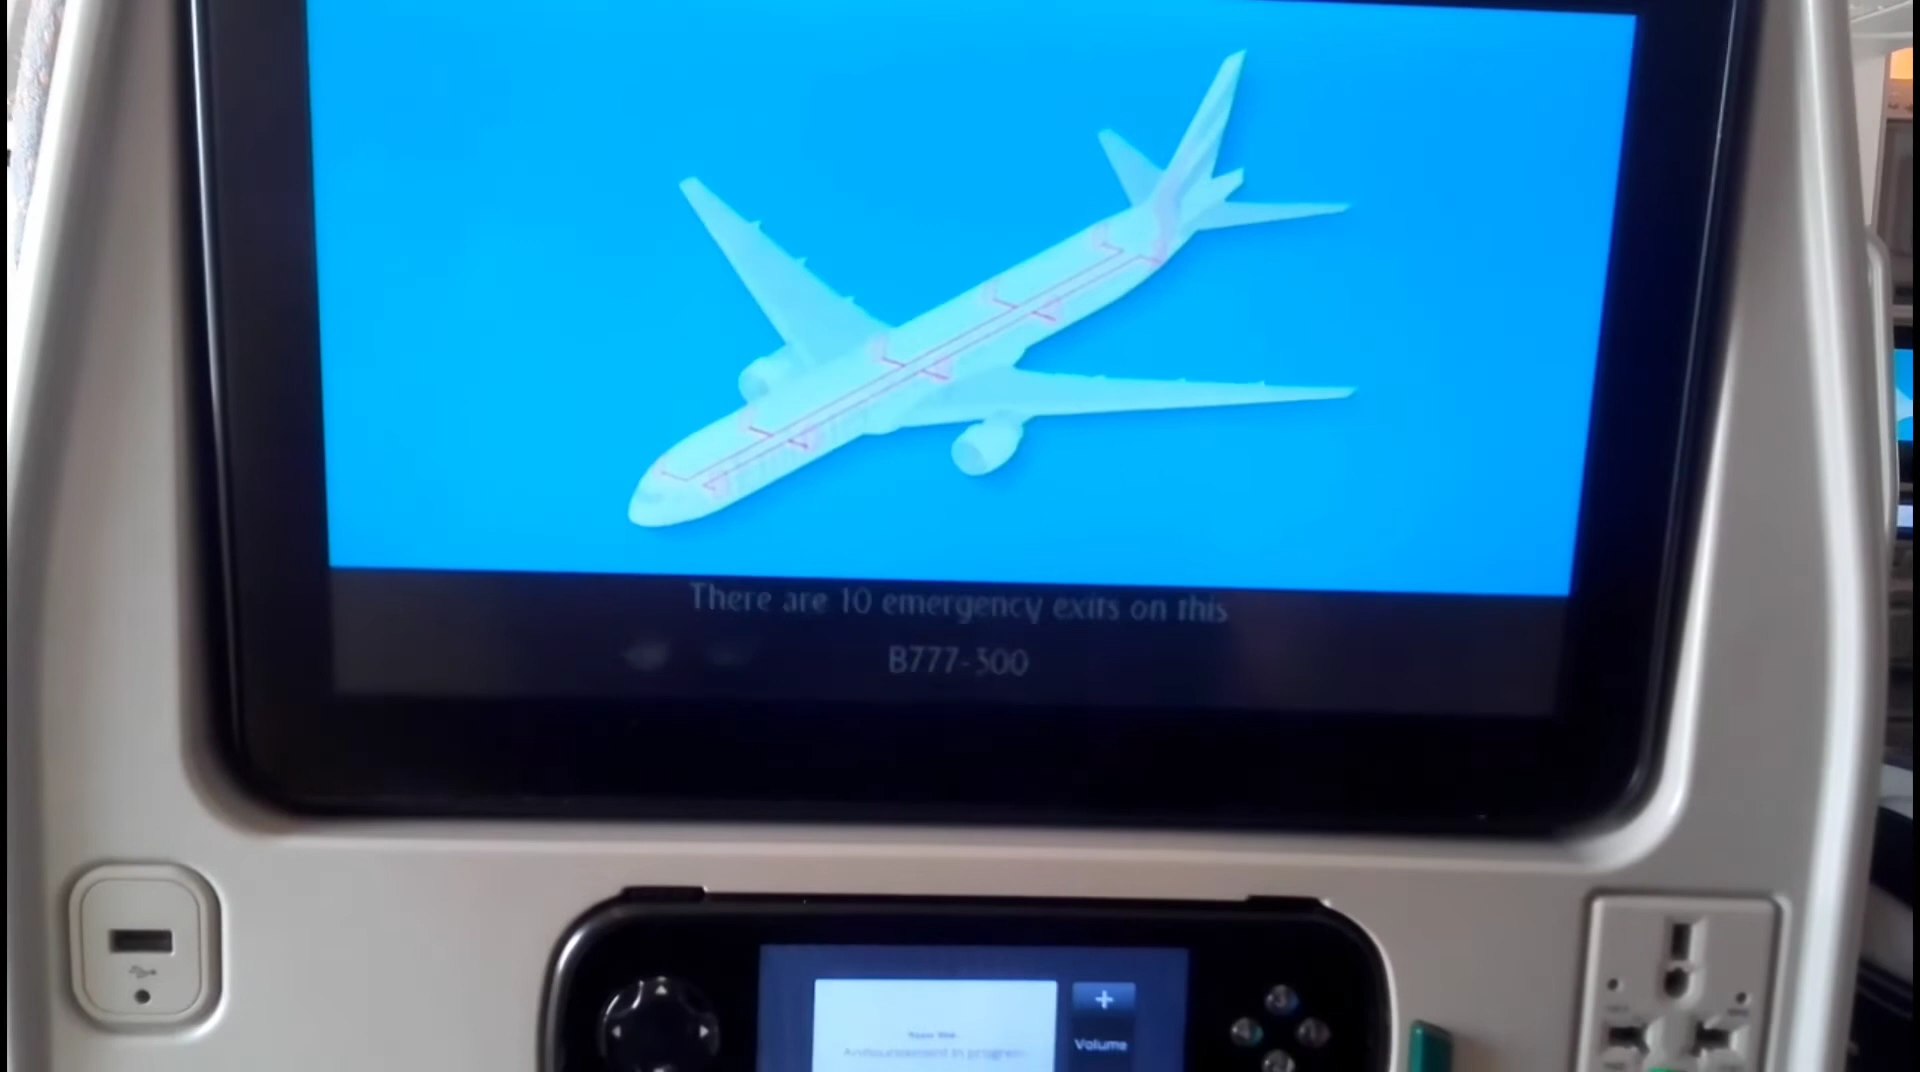 There are 10 emergency exits on this
B777-300
Announcement in progress
+
Volume